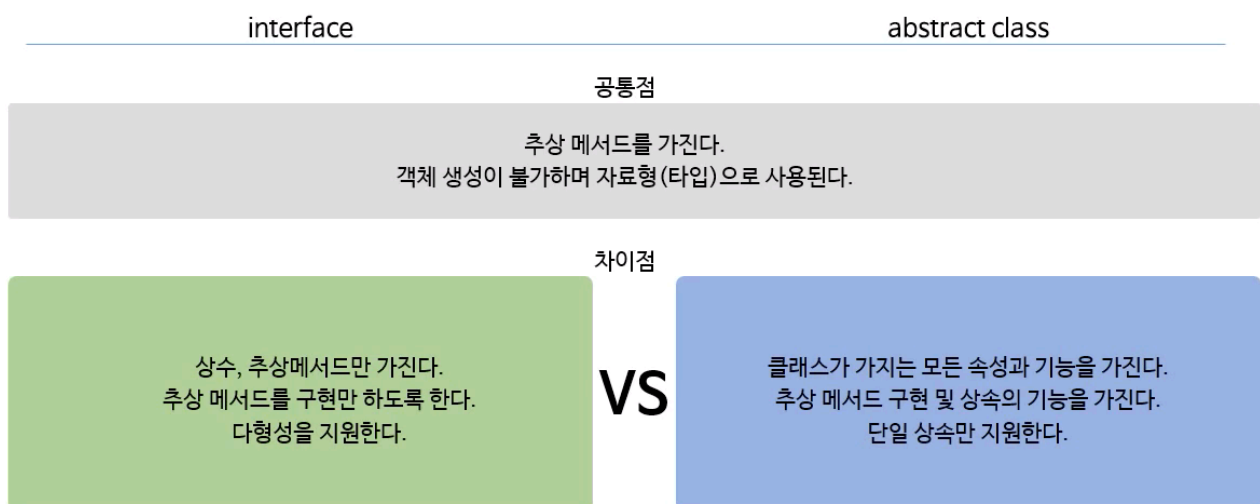 interface
abstract class
공통점
추상 메서드를 가진다.
객체 생성이 불가하며 자료형(타입)으로 사용된다.
차이점
상수, 추상메서드만 가진다.
추상 메서드를 구현만 하도록 한다.
다형성을 지원한다.
VS
클래스가 가지는 모든 속성과 기능을 가진다.
추상 메서드 구현 및 상속의 기능을 가진다.
단일 상속만 지원한다.